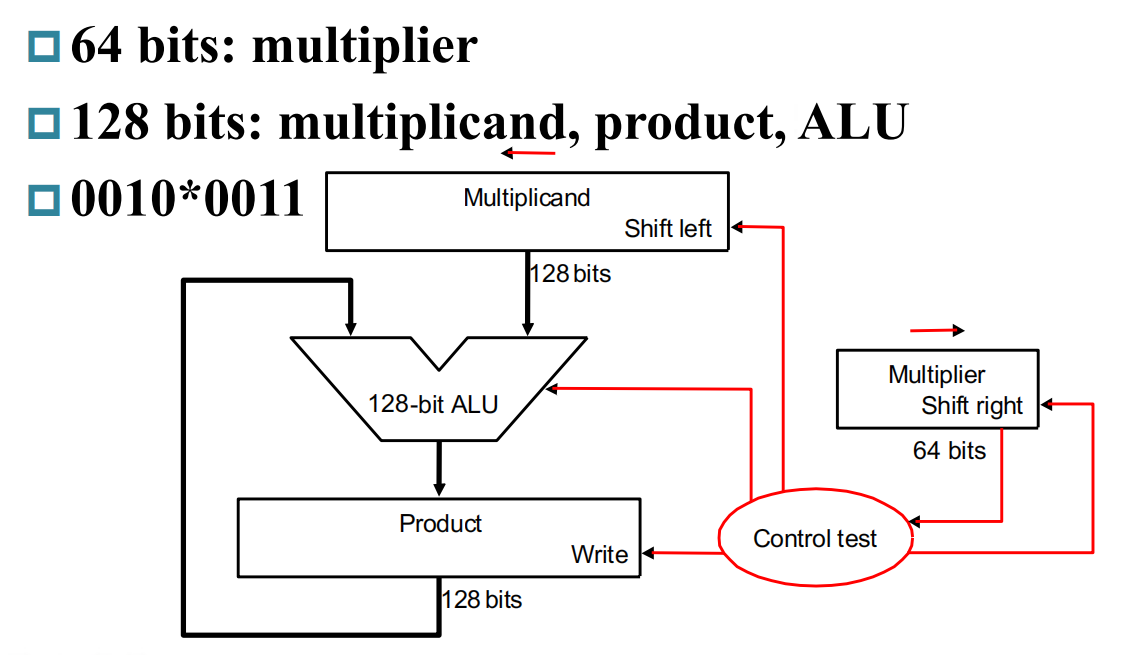 64 bits: multiplier
128 bits: multiplicand, product, ALU
0010*0011
Multiplicand
Shift left
128 bits
128-bit ALU
Multiplier
Shift right
64 bits
Product
Write
Control test
128 bits